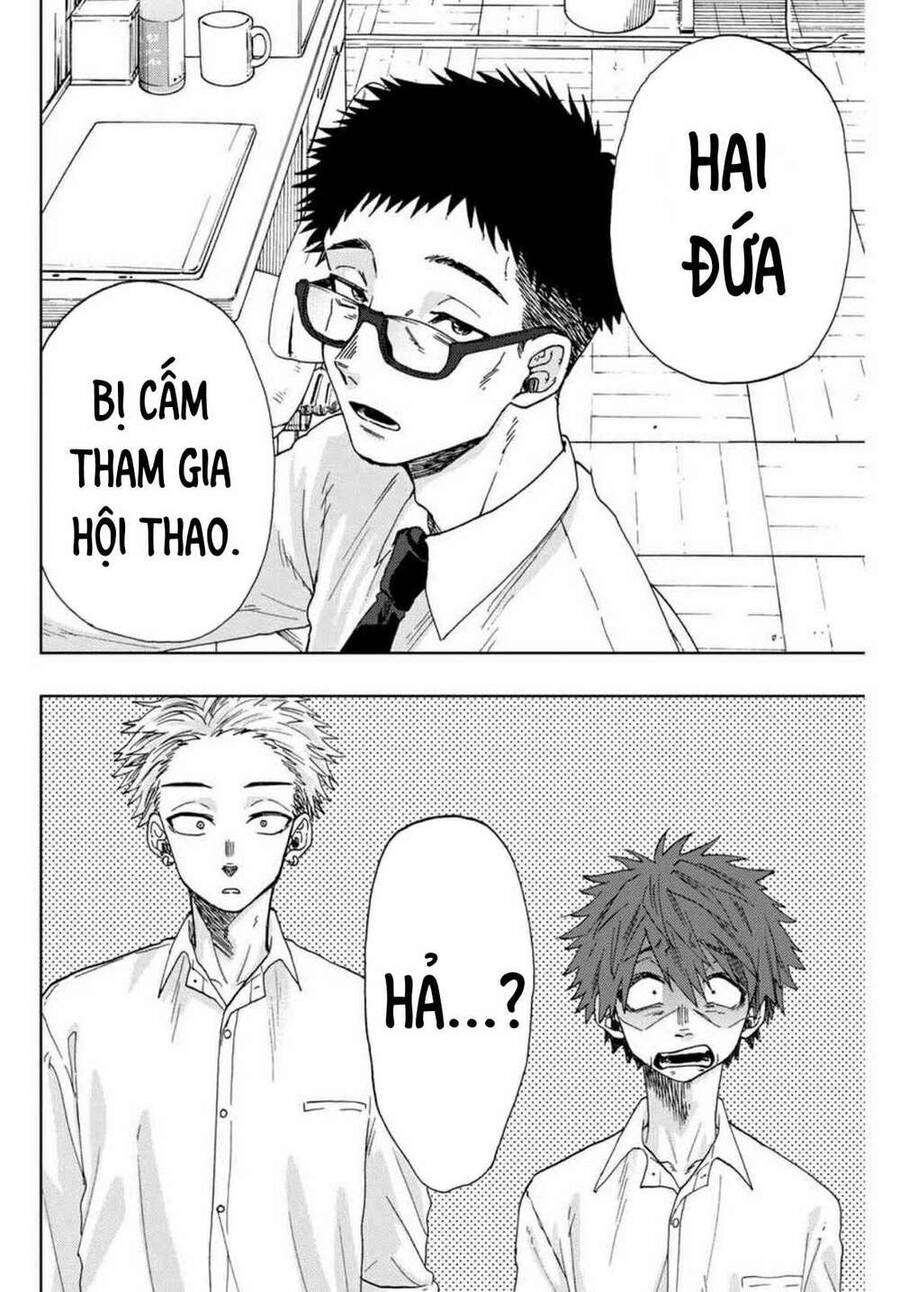 HAI
ĐỨA
BỊ CẤM
THAM GIA
HỘI THAO.
HẢ...?